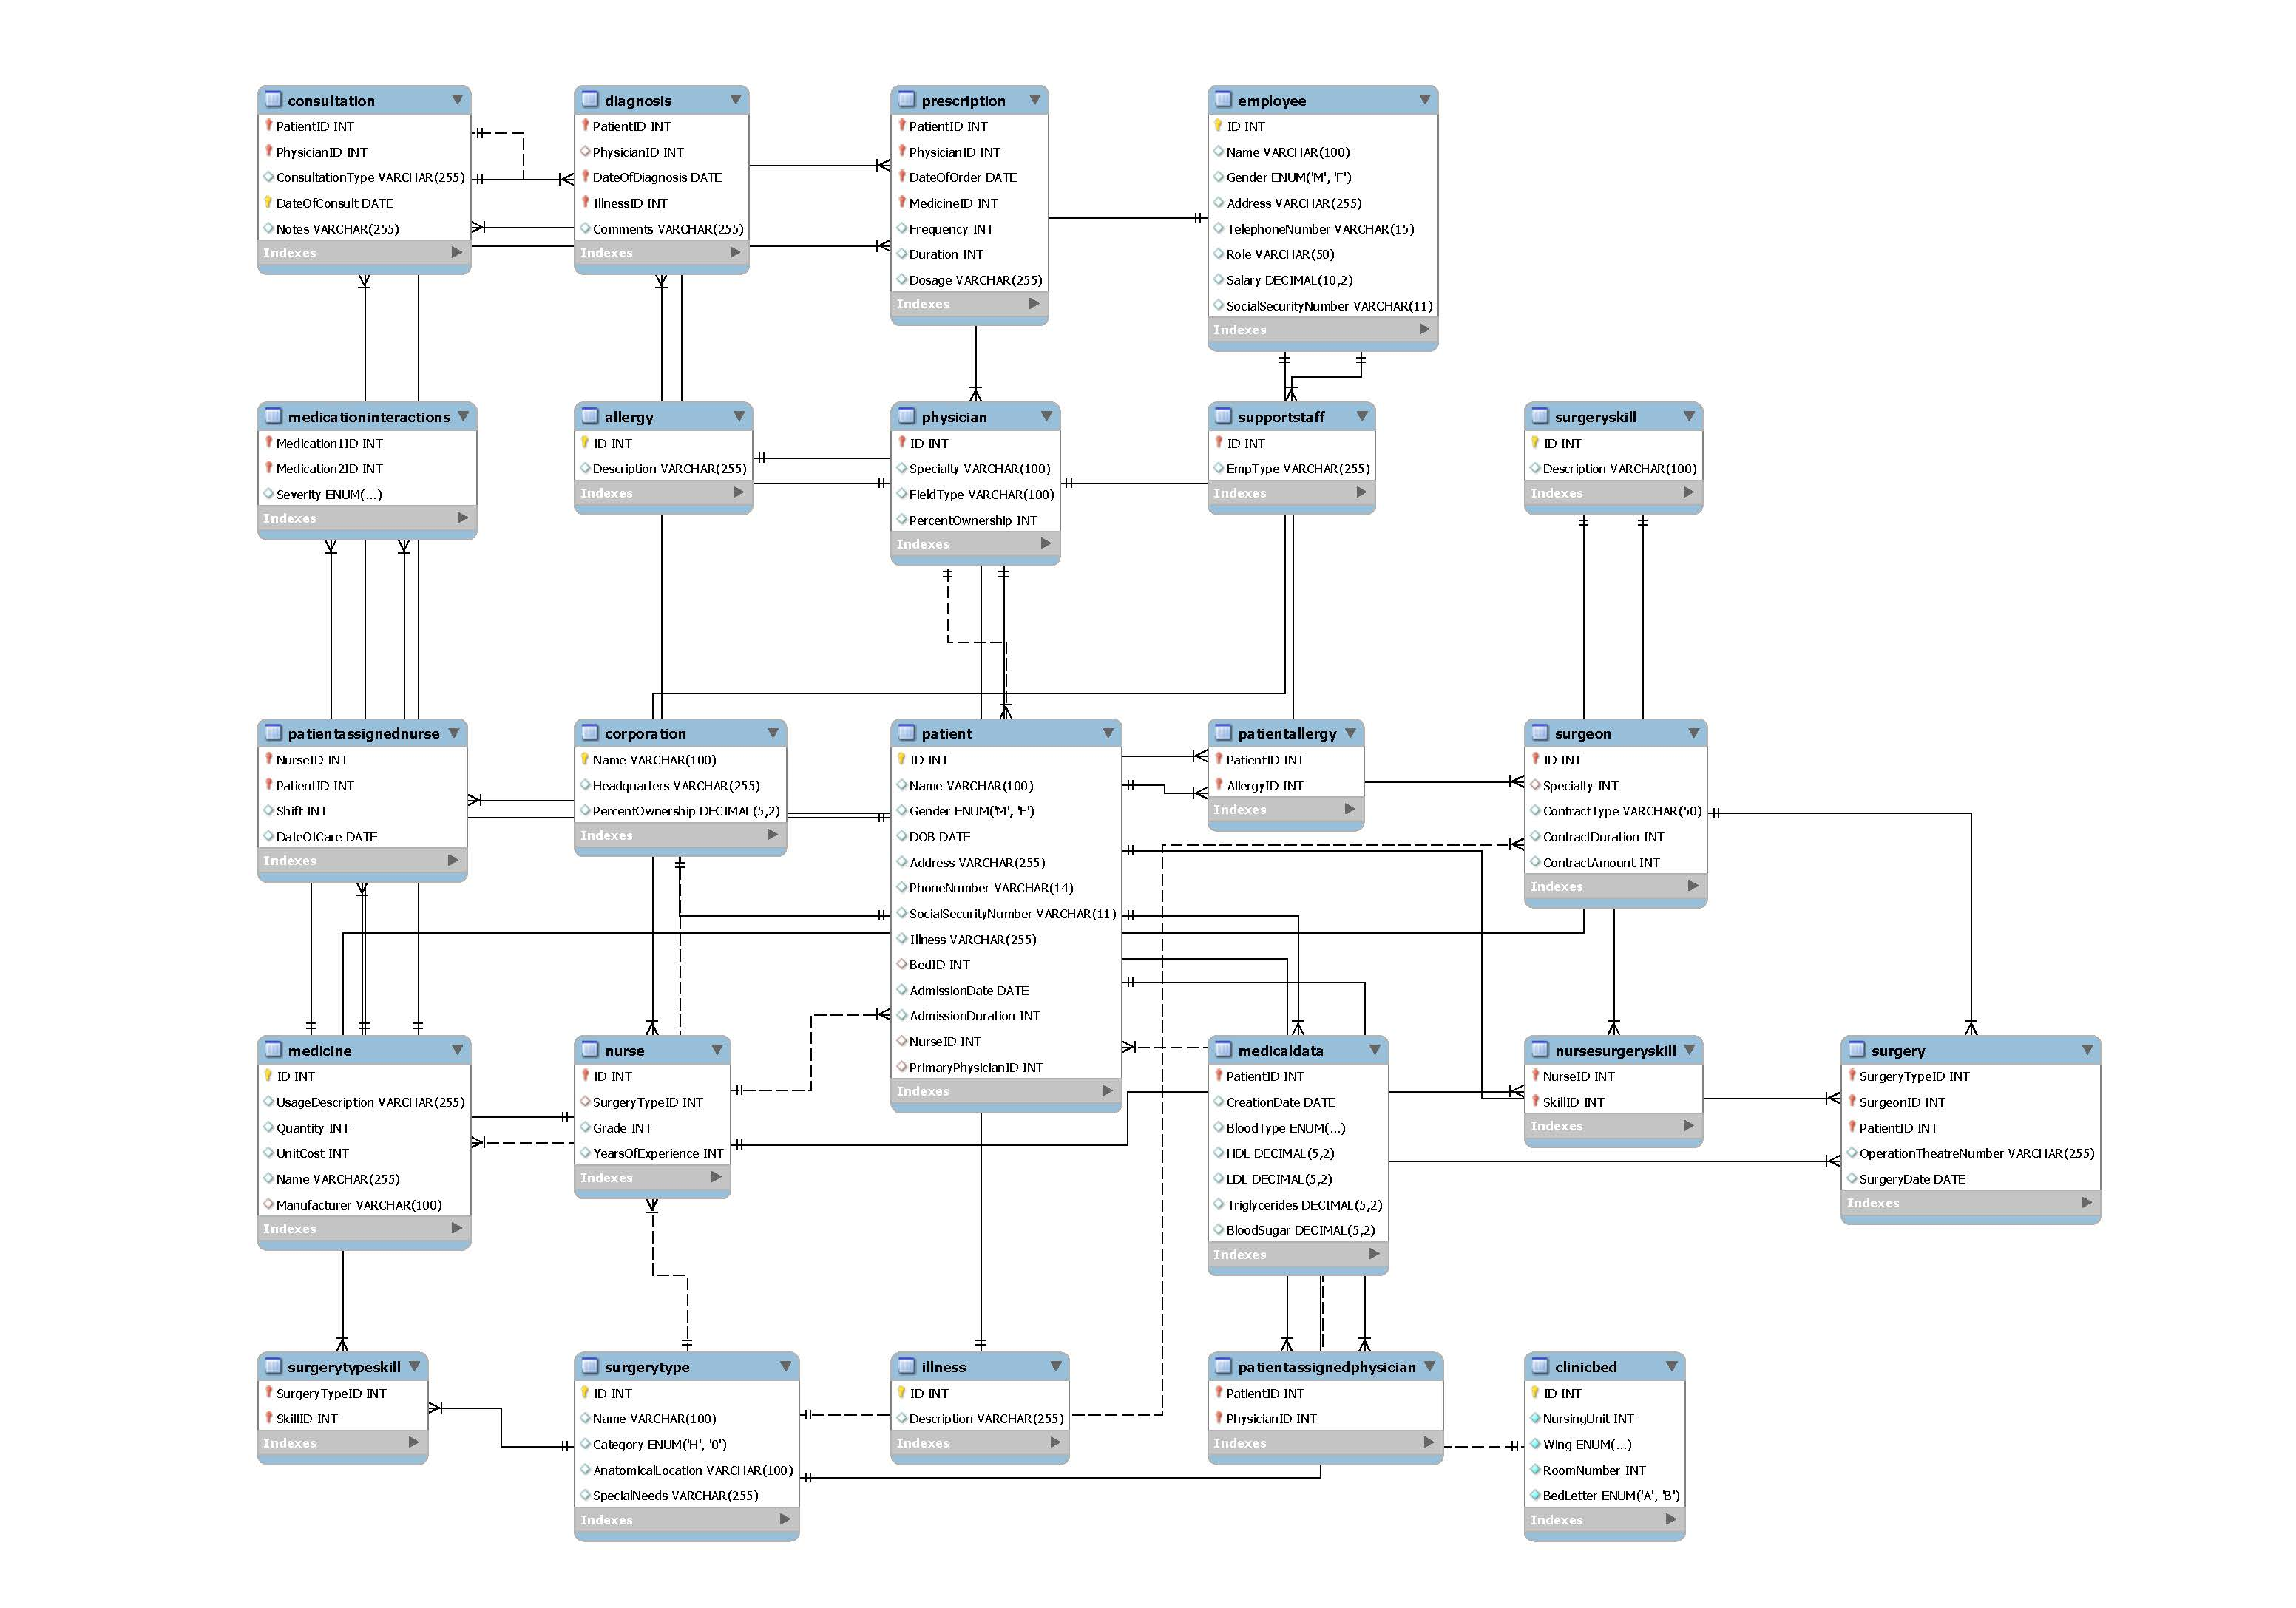 consultation
PatientID INT
PhysicianID INT
ConsultationType VARCHAR(255)
DateOfConsult DATE
Notes VARCHAR(255)
Indexes
diagnosis
PatientID INT
PhysicianID INT
DateOfDiagnosis DATE
IllnessID INT
Comments VARCHAR(255)
Indexes
prescription
PatientID INT
PhysicianID INT
DateOfOrder DATE
MedicineID INT
Frequency INT
Duration INT
Dosage VARCHAR(255)
Indexes
employee
ID INT
Name VARCHAR(100)
Gender ENUM('M', 'F')
Address VARCHAR(255)
TelephoneNumber VARCHAR(15)
Role VARCHAR(50)
Salary DECIMAL(10,2)
SocialSecurityNumber VARCHAR(11)
Indexes
medicationinteractions
Medication1ID INT
Medication2ID INT
Severity ENUM(...)
Indexes
allergy
ID INT
Description VARCHAR(255)
Indexes
physician
ID INT
Specialty VARCHAR(100)
FieldType VARCHAR(100)
PercentOwnership INT
Indexes
supportstaff
ID INT
EmpType VARCHAR(255)
Indexes
surgeryskill
ID INT
Description VARCHAR(100)
Indexes
patientassignednurse
NurseID INT
PatientID INT
Shift INT
DateOfCare DATE
Indexes
corporation
Name VARCHAR(100)
Headquarters VARCHAR(255)
PercentOwnership DECIMAL(5,2)
Indexes
patient
ID INT
Name VARCHAR(100)
Gender ENUM('M', 'F')
DOB DATE
Address VARCHAR(255)
PhoneNumber VARCHAR(14)
SocialSecurityNumber VARCHAR(11)
Illness VARCHAR(255)
BedID INT
AdmissionDate DATE
AdmissionDuration INT
NurseID INT
PrimaryPhysicianID INT
Indexes
patientallergy
PatientID INT
AllergyID INT
Indexes
surgeon
ID INT
Specialty INT
ContractType VARCHAR(50)
ContractDuration INT
ContractAmount INT
Indexes
medicine
ID INT
UsageDescription VARCHAR(255)
Quantity INT
UnitCost INT
Name VARCHAR(255)
Manufacturer VARCHAR(100)
Indexes
nurse
ID INT
SurgeryTypeID INT
Grade INT
YearsOfExperience INT
Indexes
medicaldata
PatientID INT
CreationDate DATE
BloodType ENUM(...)
HDL DECIMAL(5,2)
LDL DECIMAL(5,2)
Triglycerides DECIMAL(5,2)
BloodSugar DECIMAL(5,2)
Indexes
nursesurgeryskill
NurseID INT
SkillID INT
Indexes
surgery
SurgeryTypeID INT
SurgeonID INT
PatientID INT
OperationTheatreNumber VARCHAR(255)
SurgeryDate DATE
Indexes
surgerytypeskill
SurgeryTypeID INT
SkillID INT
Indexes
surgerytype
ID INT
Name VARCHAR(100)
Category ENUM('H', 'O')
AnatomicalLocation VARCHAR(100)
SpecialNeeds VARCHAR(255)
Indexes
illness
ID INT
Description VARCHAR(255)
Indexes
patientassignedphysician
PatientID INT
PhysicianID INT
Indexes
clinicbed
ID INT
NursingUnit INT
Wing ENUM(...)
RoomNumber INT
BedLetter ENUM('A', 'B')
Indexes